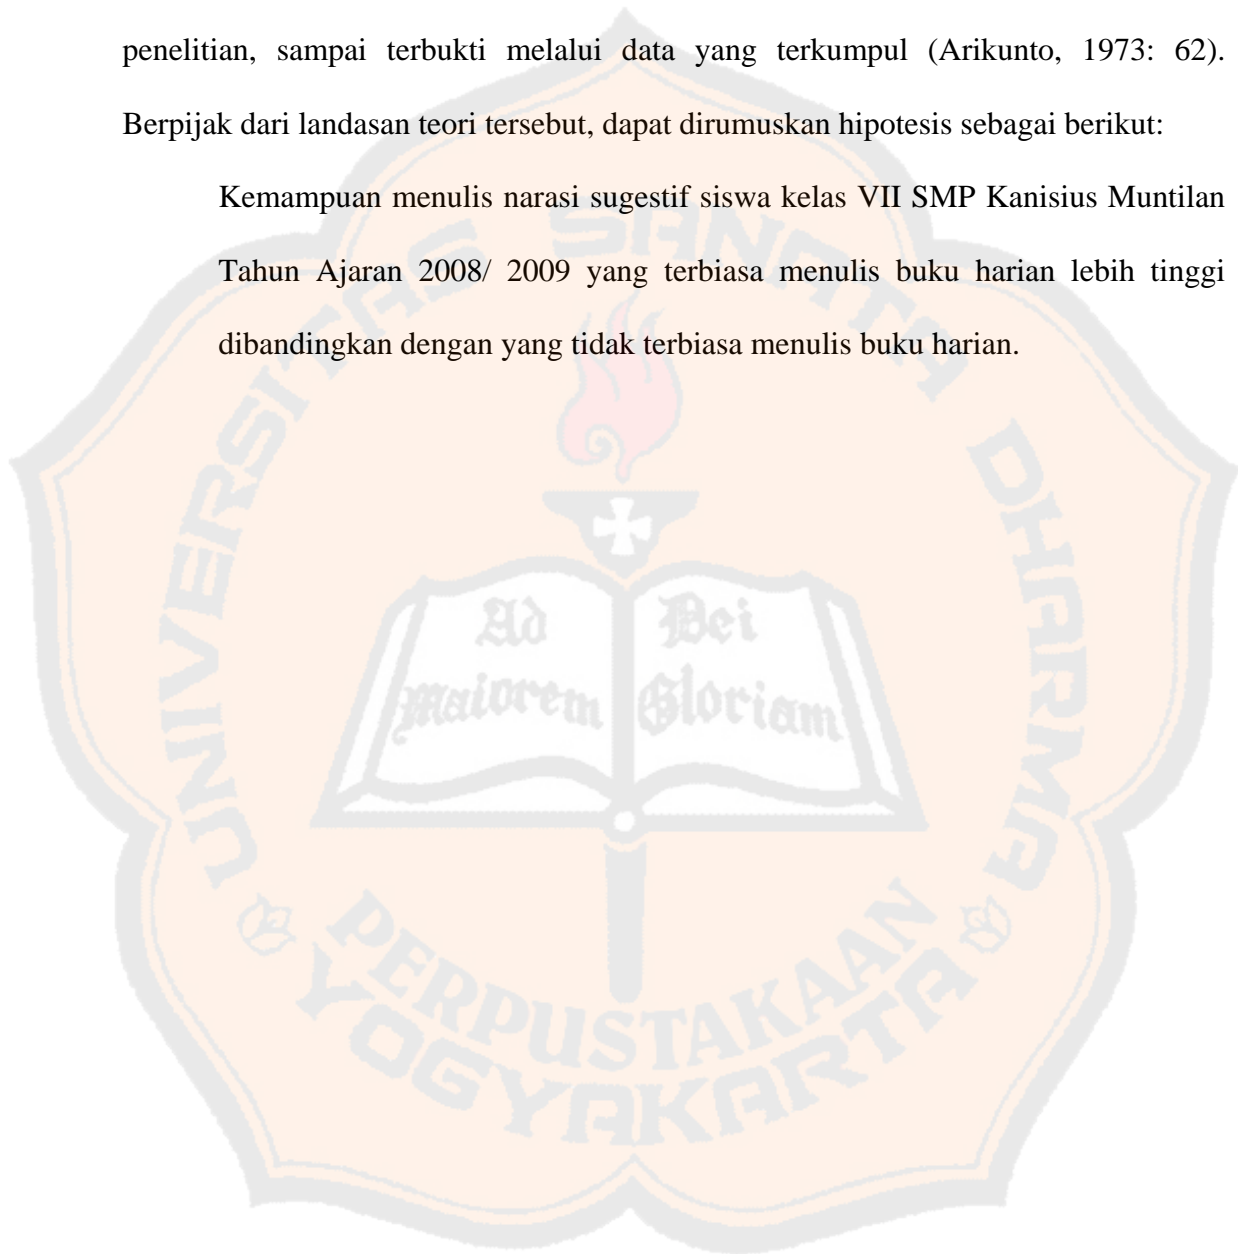 penelitian, sampai terbukti melalui data yang terkumpul (Arikunto, 1973: 62).
Berpijak dari landasan teori tersebut, dapat dirumuskan hipotesis sebagai berikut:
Kemampuan menulis narasi sugestif siswa kelas VII SMP Kanisius Muntilan
Tahun Ajaran 2008/ 2009 yang terbiasa menulis buku harian lebih tinggi
dibandingkan dengan yang tidak terbiasa menulis buku harian.
UNIVERSITAS SANATA DHARMA
Ad Dei
maiorem Gloriam
PERPUSTAKAAN
YOGYAKARTA